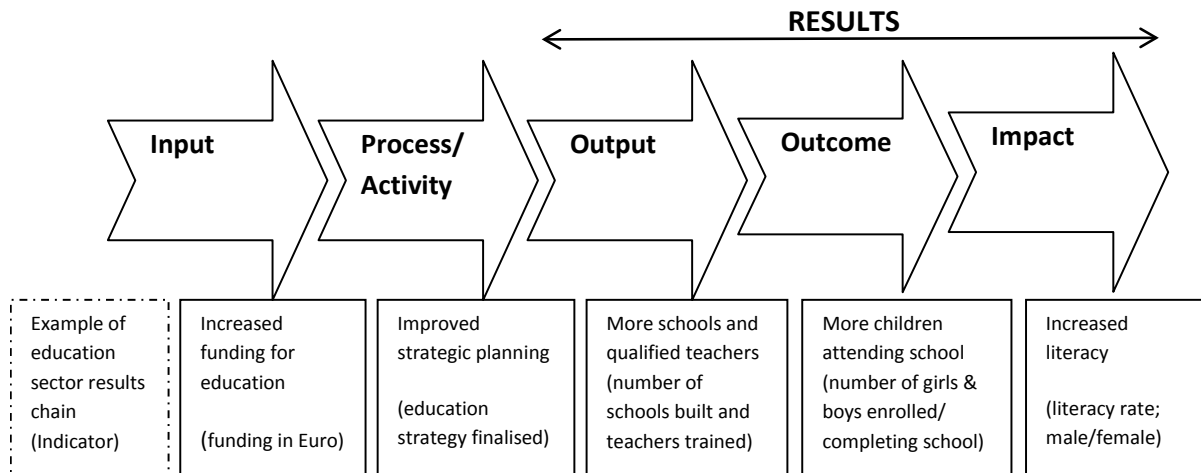 RESULTS
Input
Process/
Activity
Output
Outcome
Impact
Example of
education
sector results
chain
(Indicator)
Increased
funding for
education
(funding in Euro)
Improved
strategic planning
(education
strategy finalised)
More schools and
qualified teachers
(number of
schools built and
teachers trained)
More children
attending school
(number of girls &
boys enrolled/
completing school)
Increased
literacy
(literacy rate;
male/female)